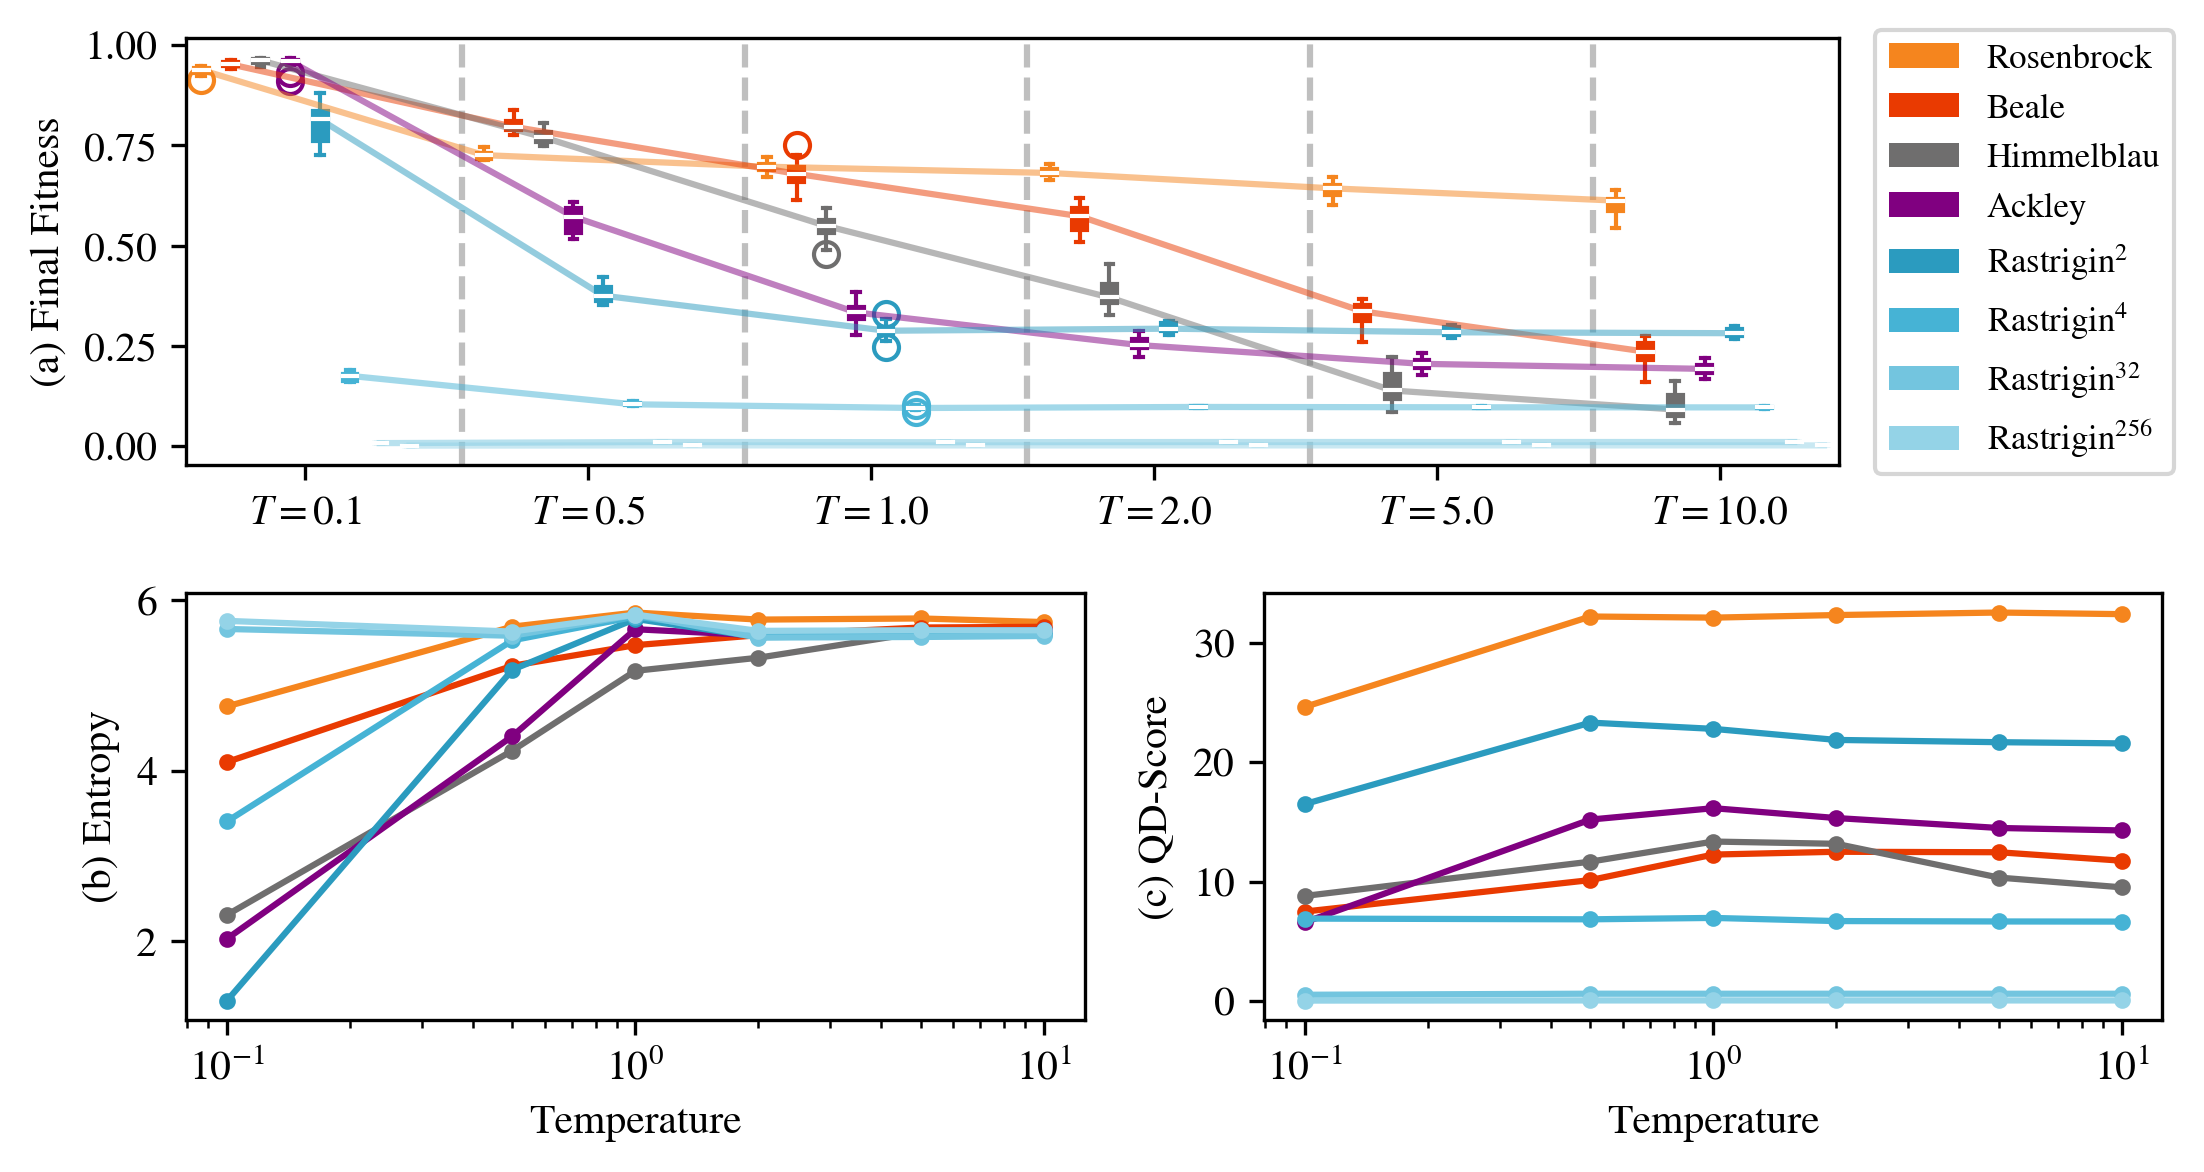 (a) Final Fitness
1.00
0.75
0.50
0.25
0.00
T=0.1
T=0.5
T=1.0
T=2.0
T=5.0
T=10.0
Rosenbrock
Beale
Himmelblau
Ackley
Rastrigin²
Rastrigin⁴
Rastrigin³²
Rastrigin²⁵⁶
(b) Entropy
6
4
2
10⁻¹
10⁰
10¹
Temperature
(c) QD-Score
30
20
10
0
10⁻¹
10⁰
10¹
Temperature